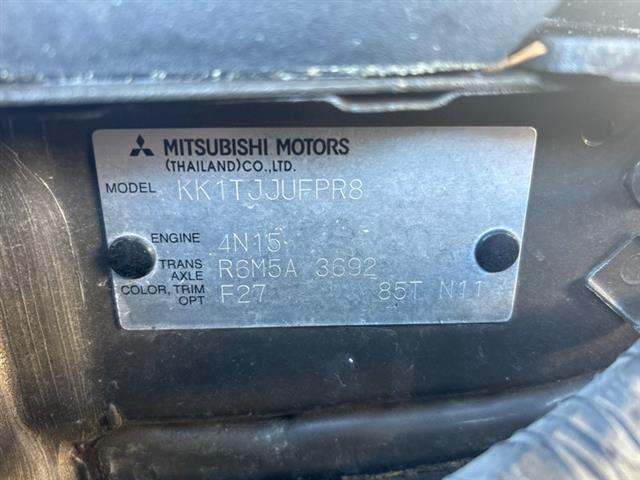 MITSUBISHI MOTORS
(THAILAND)CO.,LTD.
MODEL KK1TJJUFPR8
ENGINE 4N15
TRANS AXLE R6M5A 3692
COLOR, TRIM OPT F27 85T N11